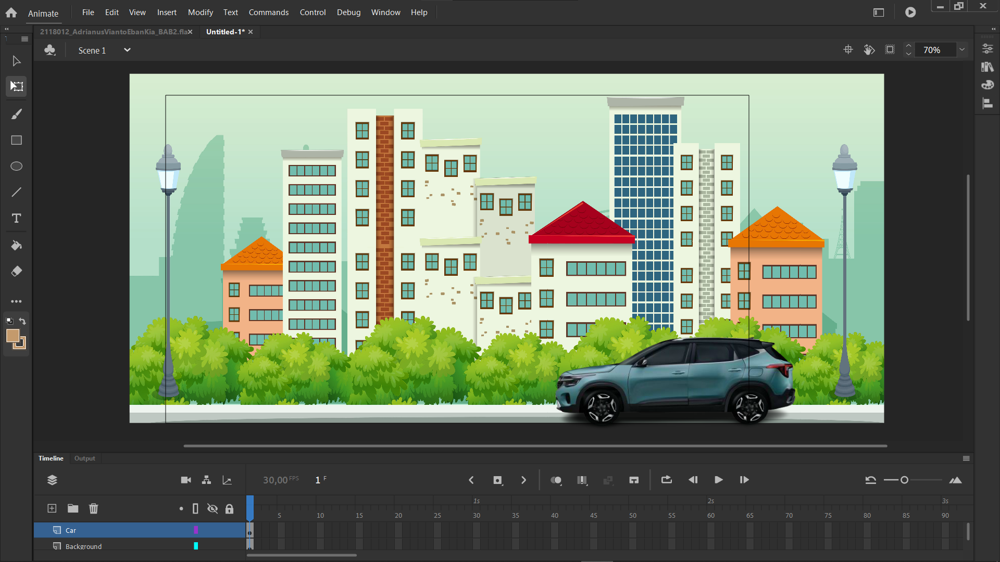 Animate File Edit View Insert Modify Text Commands Control Debug Window Help
2118012_AdrianusViantoEbanKia_BAB2.fla Untitled-1*
Scene 1 70%
Timeline Output
30,00 FPS 1 F
1s 2s 3s
5 10 15 20 25 30 35 40 45 50 55 60 65 70 75 80 85 90
Car
Background